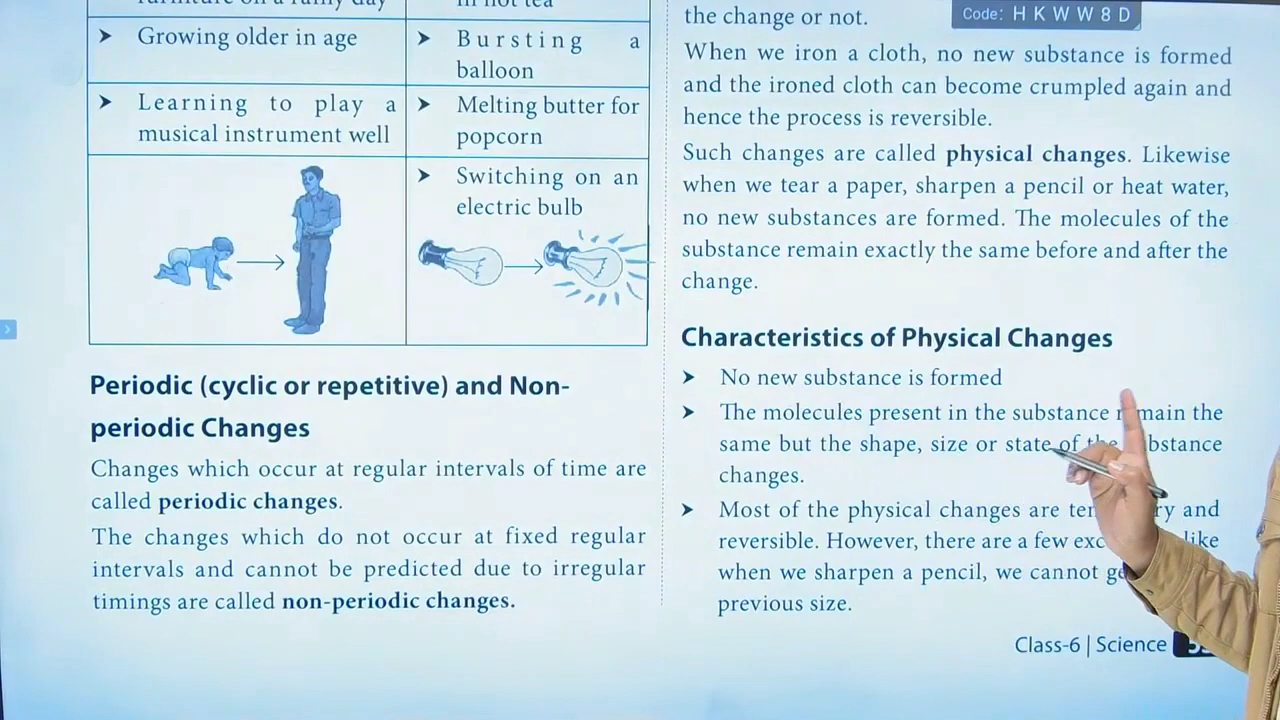 Growing older in age
Learning to play a
musical instrument well
in hot tea
Bursting a
balloon
Melting butter for
popcorn
Switching on an
electric bulb
Periodic (cyclic or repetitive) and Non-
periodic Changes
Changes which occur at regular intervals of time are
called periodic changes.
The changes which do not occur at fixed regular
intervals and cannot be predicted due to irregular
timings are called non-periodic changes.
Code: H K W W 8 D
the change or not.
When we iron a cloth, no new substance is formed
and the ironed cloth can become crumpled again and
hence the process is reversible.
Such changes are called physical changes. Likewise
when we tear a paper, sharpen a pencil or heat water,
no new substances are formed. The molecules of the
substance remain exactly the same before and after the
change.
Characteristics of Physical Changes
➤ No new substance is formed
➤ The molecules present in the substance remain the
same but the shape, size or state of the substance
changes.
➤ Most of the physical changes are and
reversible. However, there are a few like
when we sharpen a pencil, we cannot
previous size.
Class-6 | Science